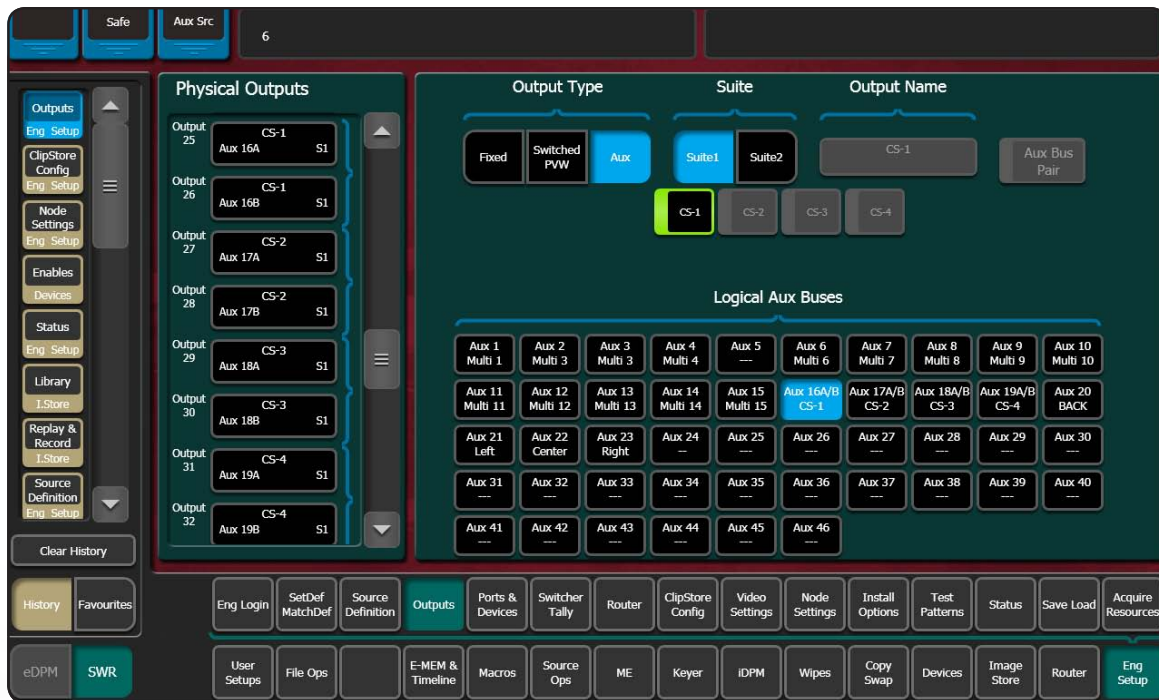 Safe
Aux Src
6
Outputs
Eng Setup
ClipStore
Config
Eng Setup
Node
Settings
Eng Setup
Enables
Devices
Status
Eng Setup
Library
I.Store
Replay &
Record
I.Store
Source
Definition
Eng Setup
Clear History
History Favourites
eDPM SWR
Physical Outputs
Output 25
CS-1
Aux 16A S1
Output 26
CS-1
Aux 16B S1
Output 27
CS-2
Aux 17A S1
Output 28
CS-2
Aux 17B S1
Output 29
CS-3
Aux 18A S1
Output 30
CS-3
Aux 18B S1
Output 31
CS-4
Aux 19A S1
Output 32
CS-4
Aux 19B S1
Output Type Suite Output Name
Fixed Switched PVW Aux Suite1 Suite2 CS-1 Aux Bus Pair
CS-1 CS-2 CS-3 CS-4
Logical Aux Buses
Aux 1 Aux 2 Aux 3 Aux 4 Aux 5 Aux 6 Aux 7 Aux 8 Aux 9 Aux 10
Multi 1 Multi 3 Multi 3 Multi 4 --- Multi 6 Multi 7 Multi 8 Multi 9 Multi 10
Aux 11 Aux 12 Aux 13 Aux 14 Aux 15 Aux 16A/B Aux 17A/B Aux 18A/B Aux 19A/B Aux 20
Multi 11 Multi 12 Multi 13 Multi 14 Multi 15 CS-1 CS-2 CS-3 CS-4 BACK
Aux 21 Aux 22 Aux 23 Aux 24 Aux 25 Aux 26 Aux 27 Aux 28 Aux 29 Aux 30
Left Center Right -- --- --- --- --- --- ---
Aux 31 Aux 32 Aux 33 Aux 34 Aux 35 Aux 36 Aux 37 Aux 38 Aux 39 Aux 40
--- --- --- --- --- --- --- --- --- ---
Aux 41 Aux 42 Aux 43 Aux 44 Aux 45 Aux 46
--- --- --- --- --- ---
Eng Login SetDef MatchDef Source Definition Outputs Ports & Devices Switcher Tally Router ClipStore Config Video Settings Node Settings Install Options Test Patterns Status Save Load Acquire Resources
User Setups File Ops E-MEM & Timeline Macros Source Ops ME Keyer iDPM Wipes Copy Swap Devices Image Store Router Eng Setup